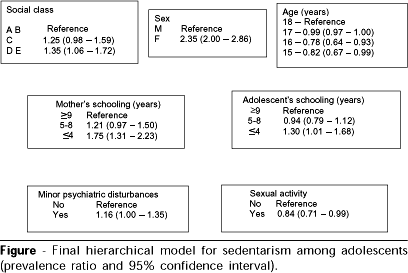 Social class
A B Reference
C 1.25 (0.98 – 1.59)
D E 1.35 (1.06 – 1.72)
Sex
M Reference
F 2.35 (2.00 – 2.86)
Age (years)
18 – Reference
17 – 0.99 (0.97 – 1.00)
16 – 0.78 (0.64 – 0.93)
15 – 0.82 (0.67 – 0.99)
Mother's schooling (years)
≥9 Reference
5-8 1.21 (0.97 - 1.50)
≤4 1.75 (1.31 – 2.23)
Adolescent's schooling (years)
≥9 Reference
5-8 0.94 (0.79 – 1.12)
≤4 1.30 (1.01 – 1.68)
Minor psychiatric disturbances
No Reference
Yes 1.16 (1.00 – 1.35)
Sexual activity
No Reference
Yes 0.84 (0.71 – 0.99)
Figure - Final hierarchical model for sedentarism among adolescents
(prevalence ratio and 95% confidence interval).